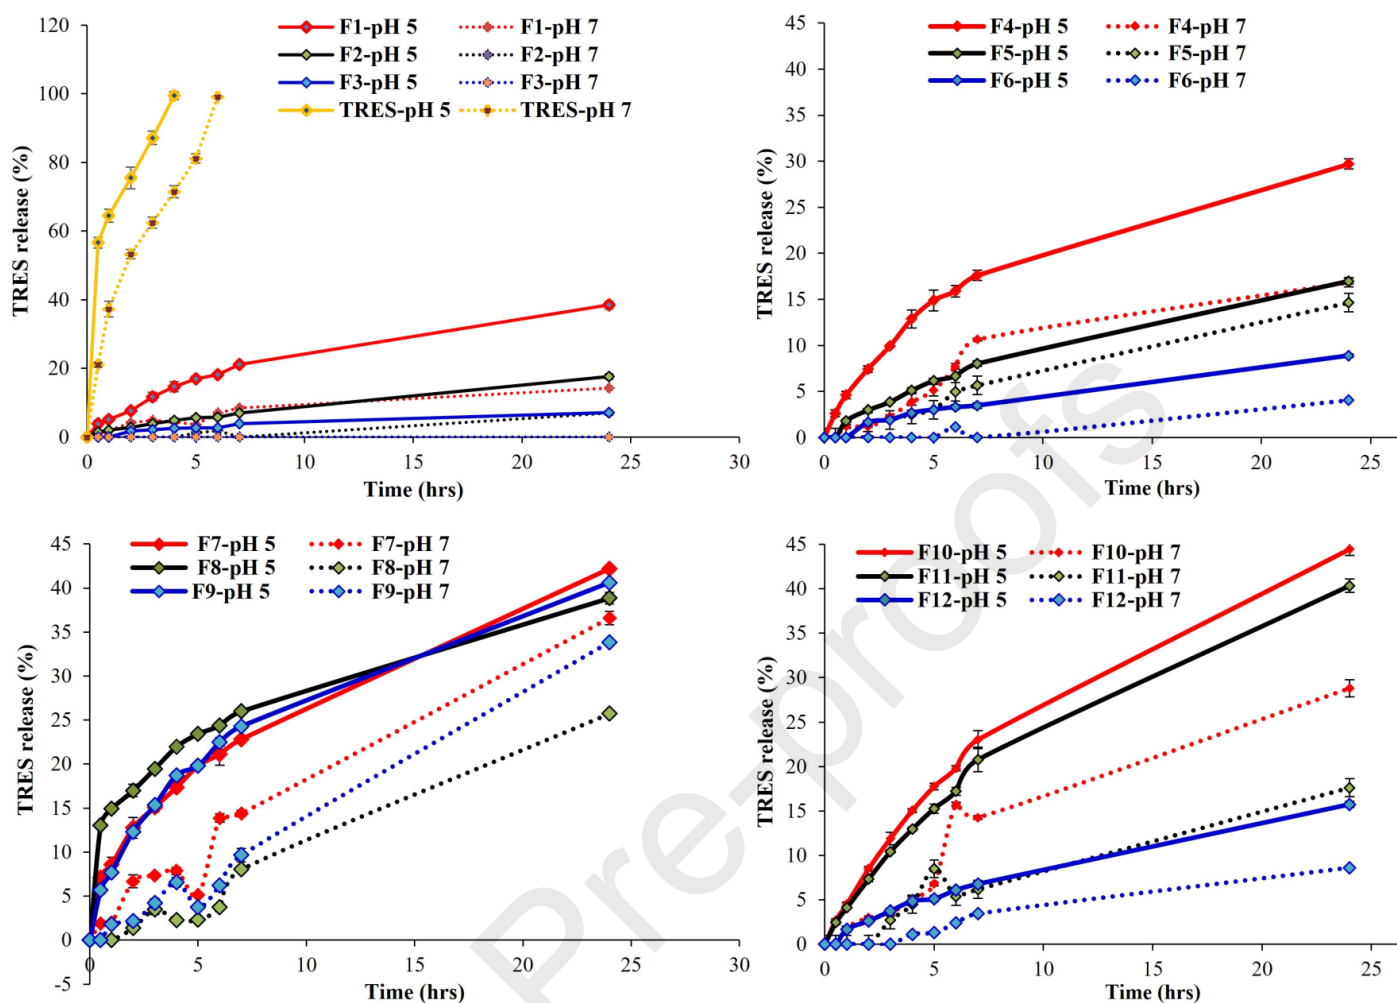 F1-pH 5 F1-pH 7
F2-pH 5 F2-pH 7
F3-pH 5 F3-pH 7
TRES-pH 5 TRES-pH 7
TRES release (%)
120
100
80
60
40
20
0
0 5 10 15 20 25 30
Time (hrs)
F4-pH 5 F4-pH 7
F5-pH 5 F5-pH 7
F6-pH 5 F6-pH 7
TRES release (%)
45
40
35
30
25
20
15
10
5
0
0 5 10 15 20 25
Time (hrs)
F7-pH 5 F7-pH 7
F8-pH 5 F8-pH 7
F9-pH 5 F9-pH 7
TRES release (%)
45
40
35
30
25
20
15
10
5
0
-5
0 5 10 15 20 25 30
Time (hrs)
F10-pH 5 F10-pH 7
F11-pH 5 F11-pH 7
F12-pH 5 F12-pH 7
TRES release (%)
45
40
35
30
25
20
15
10
5
0
0 5 10 15 20 25
Time (hrs)
Pre-proofs